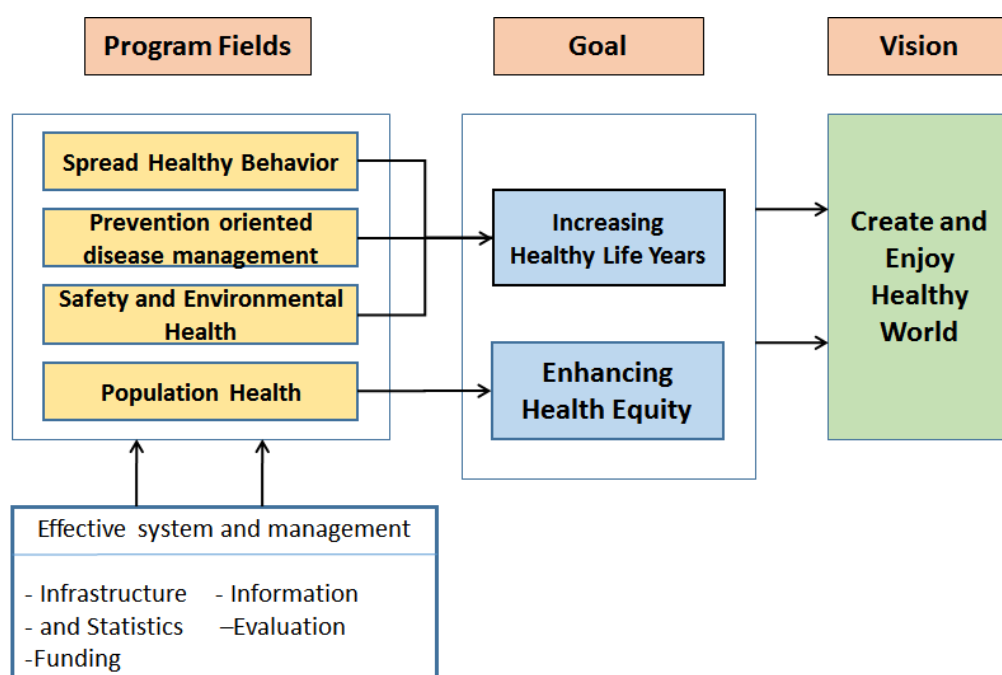 Program Fields
Goal
Vision
Spread Healthy Behavior
Prevention oriented
disease management
Safety and Environmental
Health
Population Health
Increasing
Healthy Life Years
Enhancing
Health Equity
Create and
Enjoy
Healthy
World
Effective system and management
- Infrastructure - Information
- and Statistics –Evaluation
-Funding